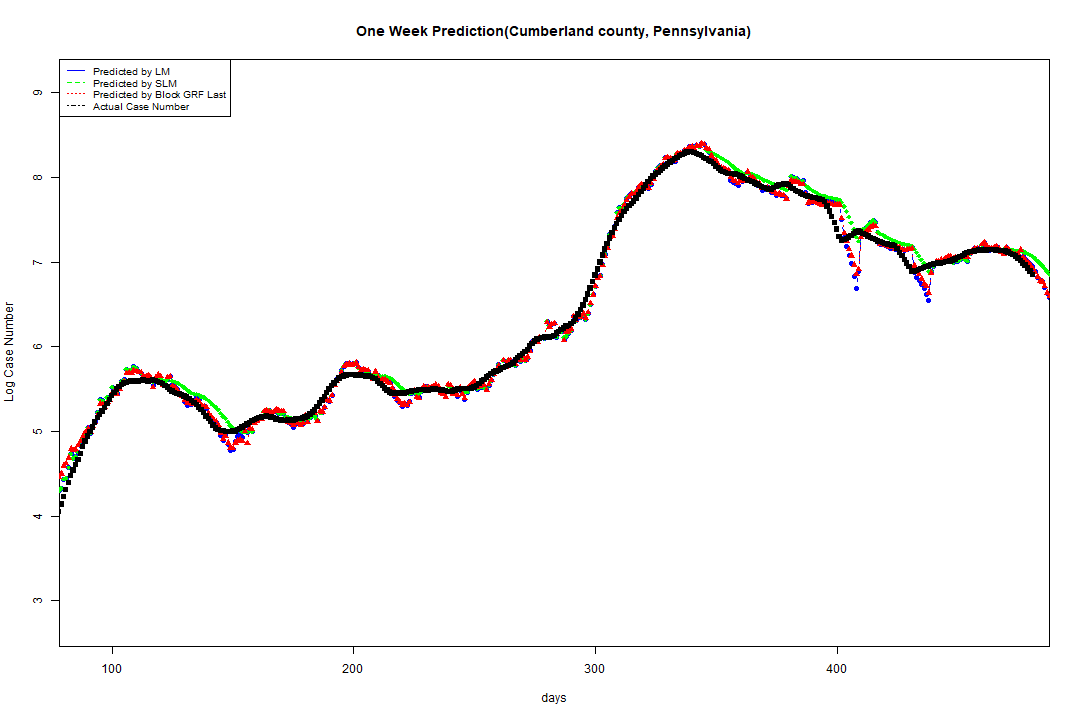 One Week Prediction(Cumberland county, Pennsylvania)
Predicted by LM
Predicted by SLM
Predicted by Block GRF Last
Actual Case Number
9
8
7
6
5
4
3
Log Case Number
100 200 300 400
days